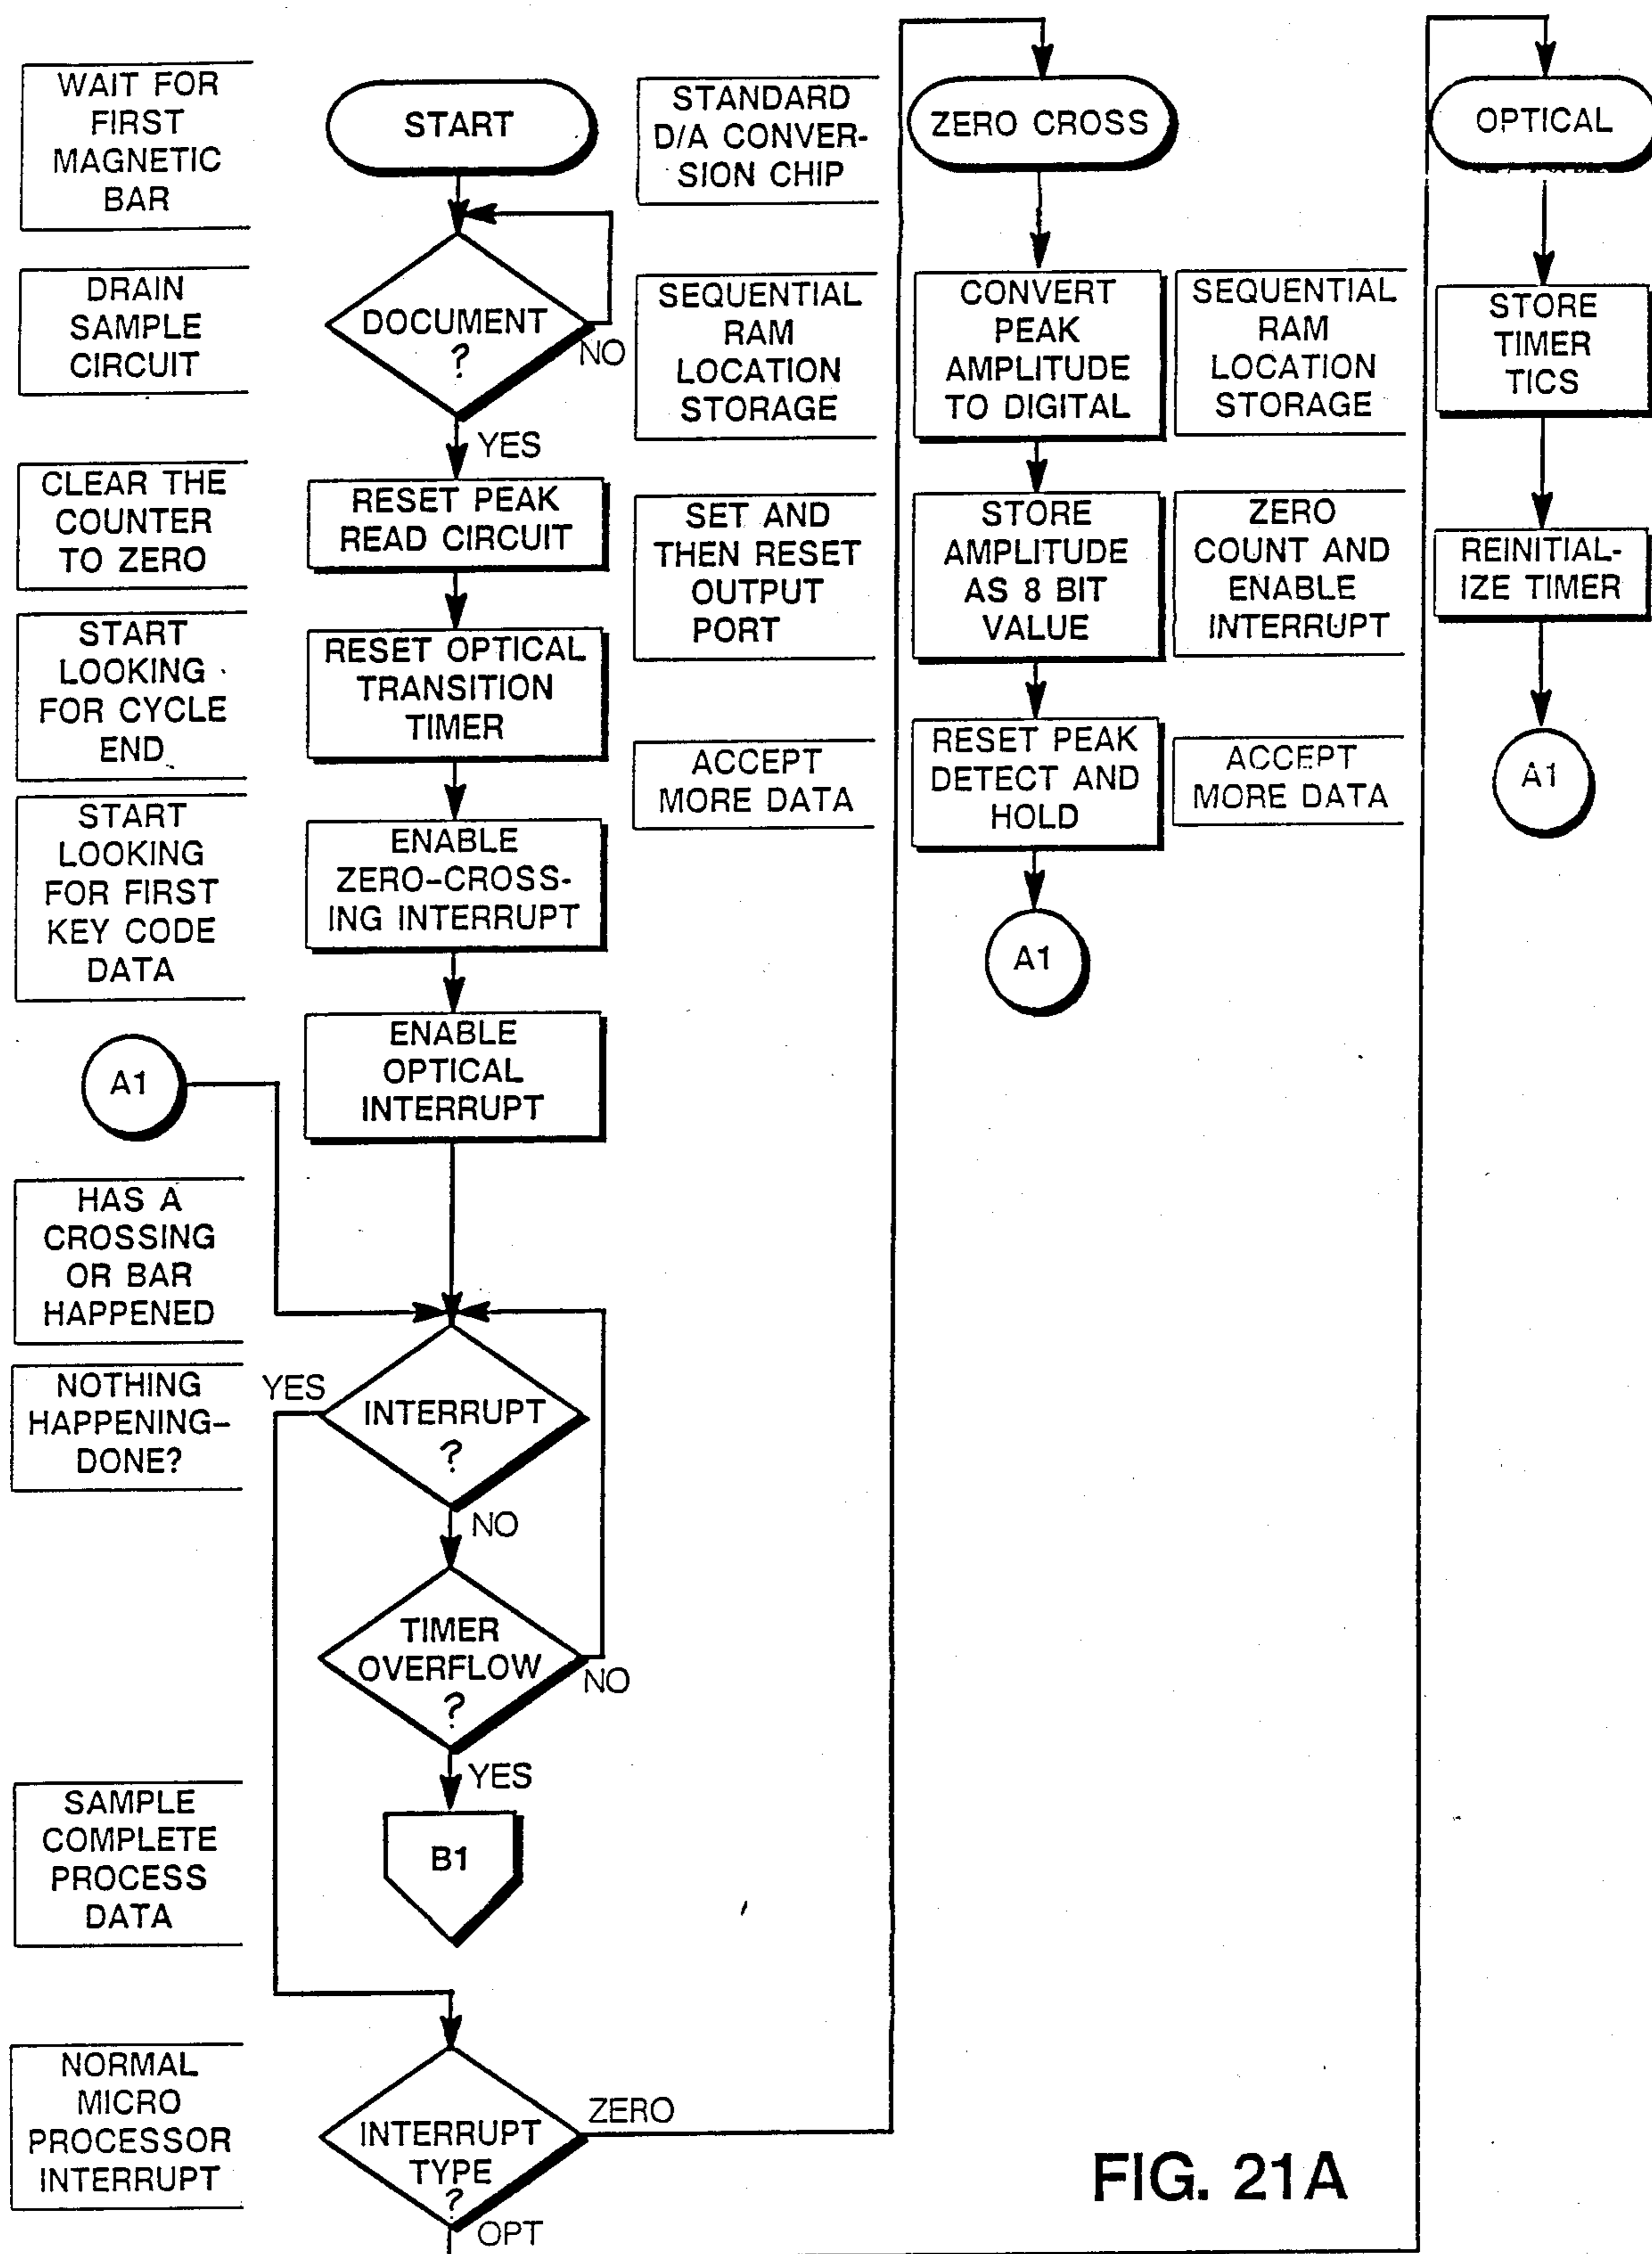 WAIT FOR
FIRST
MAGNETIC
BAR
START
DRAIN
SAMPLE
CIRCUIT
DOCUMENT
?
NO
YES
CLEAR THE
COUNTER
TO ZERO
RESET PEAK
READ CIRCUIT
START
LOOKING
FOR CYCLE
END
RESET OPTICAL
TRANSITION
TIMER
START
LOOKING
FOR FIRST
KEY CODE
DATA
ENABLE
ZERO-CROSS-
ING INTERRUPT
ENABLE
OPTICAL
INTERRUPT
A1
HAS A
CROSSING
OR BAR
HAPPENED
NOTHING
HAPPENING-
DONE?
YES
INTERRUPT
?
NO
TIMER
OVERFLOW
?
NO
YES
SAMPLE
COMPLETE
PROCESS
DATA
B1
NORMAL
MICRO
PROCESSOR
INTERRUPT
INTERRUPT
TYPE
?
ZERO
OPT
STANDARD
D/A CONVER-
SION CHIP
ZERO CROSS
SEQUENTIAL
RAM
LOCATION
STORAGE
CONVERT
PEAK
AMPLITUDE
TO DIGITAL
SET AND
THEN RESET
OUTPUT
PORT
STORE
AMPLITUDE
AS 8 BIT
VALUE
ACCEPT
MORE DATA
RESET PEAK
DETECT AND
HOLD
A1
OPTICAL
SEQUENTIAL
RAM
LOCATION
STORAGE
STORE
TIMER
TICS
ZERO
COUNT AND
ENABLE
INTERRUPT
REINITIAL-
IZE TIMER
ACCEPT
MORE DATA
A1
FIG. 21A